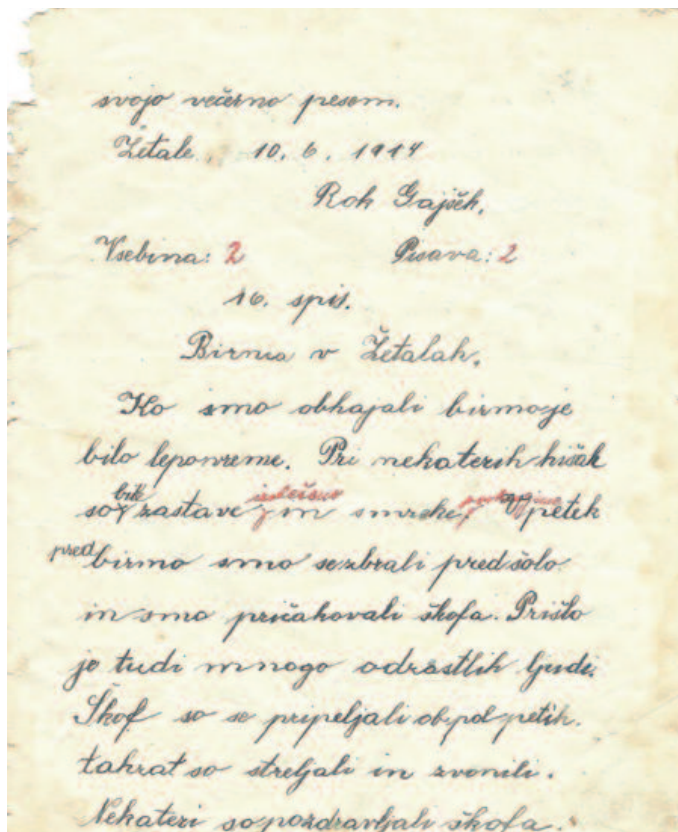 svojo večerno pesem.
Žetale, 10. 6. 1914
Rok Gajšek.
Vsebina: 2 Pisava: 2
16. spis.
Birma v Žetalah.
Ko smo obhajali birmo je
bilo lepo vreme. Pri nekaterih hišah
so bile zastave izobešene in smreke. V petek
pred birmo smo se zbrali pred šolo
in smo pričakovali škofa. Prišlo
je tudi mnogo odrastlih ljudi.
Škof so se pripeljali ob pol petih.
takrat so streljali in zvonili.
Nekateri so pozdravljali škofa.